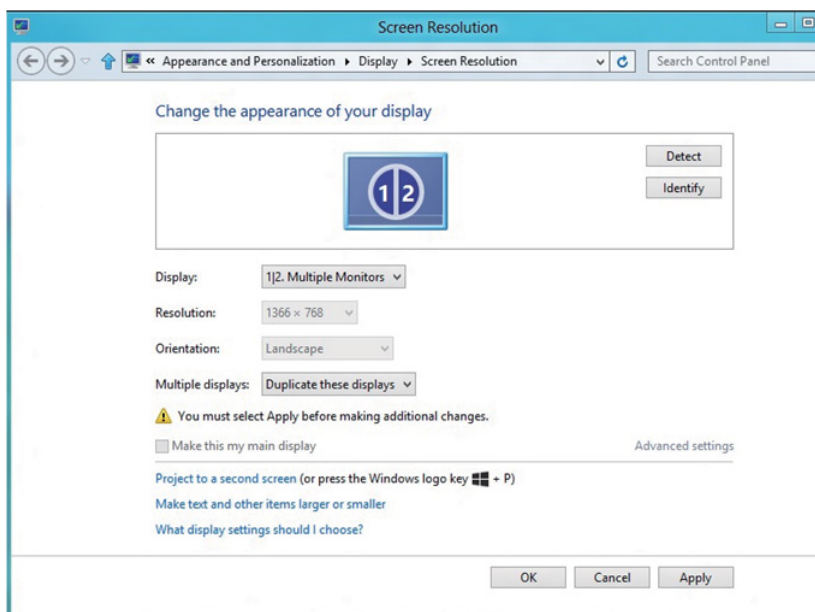 Screen Resolution
« Appearance and Personalization Display Screen Resolution
Search Control Panel
Change the appearance of your display
1 2
Detect
Identify
Display: 1|2. Multiple Monitors
Resolution: 1366 × 768
Orientation: Landscape
Multiple displays: Duplicate these displays
You must select Apply before making additional changes.
Make this my main display
Advanced settings
Project to a second screen (or press the Windows logo key + P)
Make text and other items larger or smaller
What display settings should I choose?
OK Cancel Apply